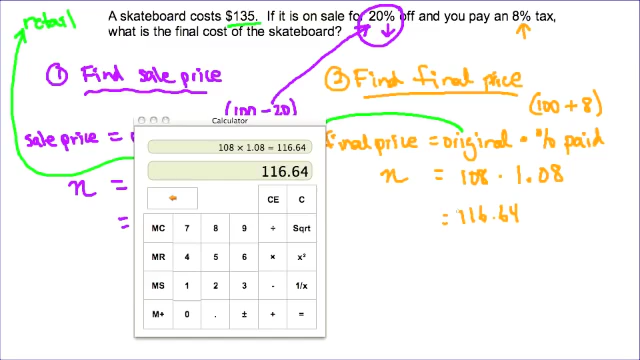 A skateboard costs $135. If it is on sale for 20% off and you pay an 8% tax,
what is the final cost of the skateboard?
retail
① Find sale price
(100 - 20)
sale price =
n =
=
② Find final price
(100 + 8)
final price = original · % paid
n = 108 · 1.08
= 116.64
Calculator
108 × 1.08 = 116.64
116.64
CE C
MC 7 8 9 ÷ Sqrt
MR 4 5 6 × x²
MS 1 2 3 - 1/x
M+ 0 . ± + =